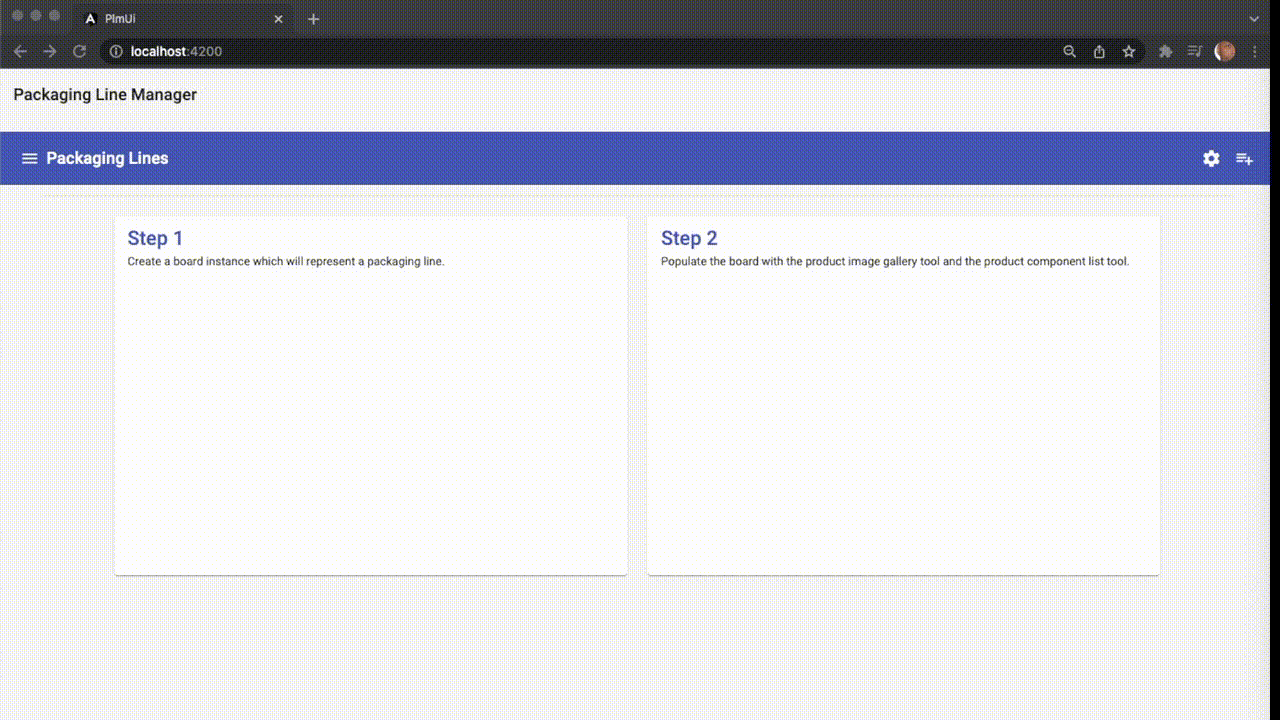 PlmUi
localhost:4200
Packaging Line Manager
Packaging Lines
Step 1
Create a board instance which will represent a packaging line.
Step 2
Populate the board with the product image gallery tool and the product component list tool.